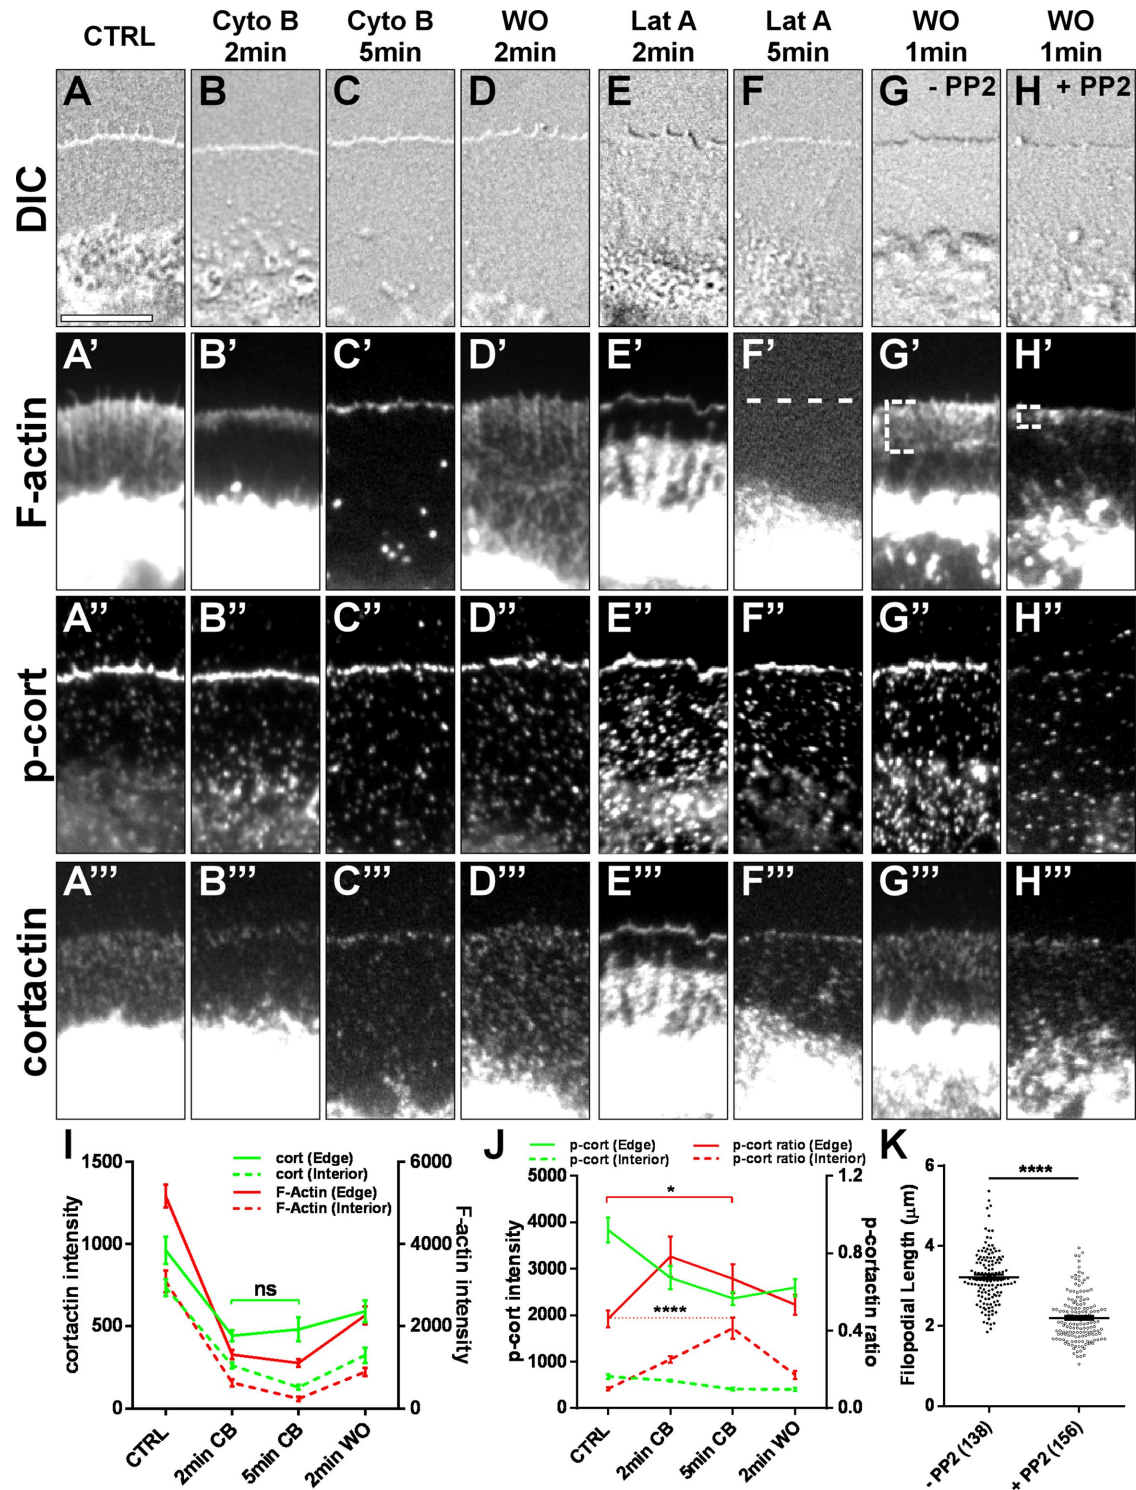 CTRL
Cyto B
2min
Cyto B
5min
WO
2min
Lat A
2min
Lat A
5min
WO
1min
WO
1min
DIC
A
B
C
D
E
F
G - PP2
H + PP2
F-actin
A’
B’
C’
D’
E’
F’
G’
H’
p-cort
A’’
B’’
C’’
D’’
E’’
F’’
G’’
H’’
cortactin
A’’’
B’’’
C’’’
D’’’
E’’’
F’’’
G’’’
H’’’
I
cort (Edge)
cort (Interior)
F-Actin (Edge)
F-Actin (Interior)
cortactin intensity
1500
1000
500
0
ns
6000
4000
2000
0
F-actin intensity
CTRL
2min CB
5min CB
2min WO
J
p-cort (Edge)
p-cort (Interior)
p-cort ratio (Edge)
p-cort ratio (Interior)
p-cort intensity
5000
4000
3000
2000
1000
0
*
****
1.2
0.8
0.4
0.0
p-cortactin ratio
CTRL
2min CB
5min CB
2min WO
K
Filopodial Length (μm)
6
4
2
0
****
- PP2 (138)
+ PP2 (156)